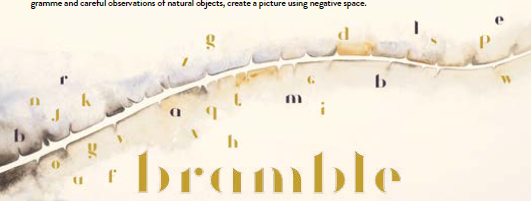 gramme and careful observations of natural objects, create a picture using negative space.
e
l
g d s p
r c b w
n k t m
j a q i
b v h
g
o
u f
bramble